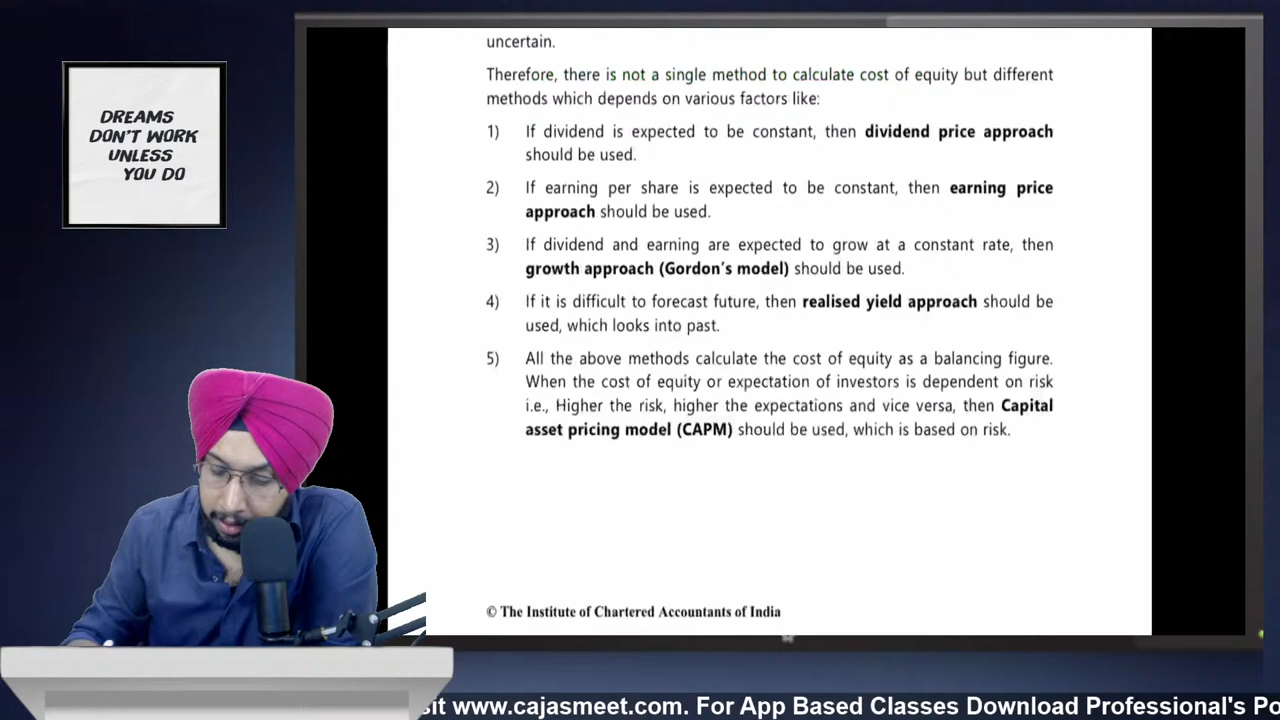 DREAMS
DON'T WORK
UNLESS
YOU DO
uncertain.
Therefore, there is not a single method to calculate cost of equity but different
methods which depends on various factors like:
1) If dividend is expected to be constant, then dividend price approach
should be used.
2) If earning per share is expected to be constant, then earning price
approach should be used.
3) If dividend and earning are expected to grow at a constant rate, then
growth approach (Gordon's model) should be used.
4) If it is difficult to forecast future, then realised yield approach should be
used, which looks into past.
5) All the above methods calculate the cost of equity as a balancing figure.
When the cost of equity or expectation of investors is dependent on risk
i.e., Higher the risk, higher the expectations and vice versa, then Capital
asset pricing model (CAPM) should be used, which is based on risk.
© The Institute of Chartered Accountants of India
www.cajasmeet.com. For App Based Classes Download Professional's